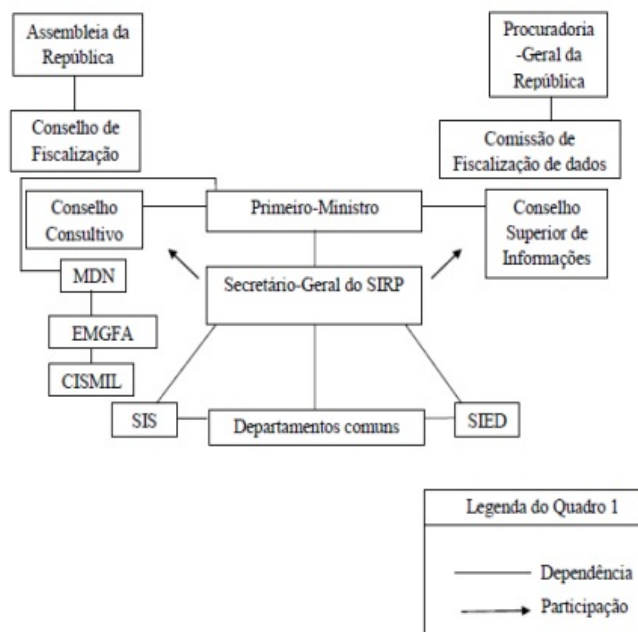 Assembleia da
República
Procuradoria
-Geral da
República
Conselho de
Fiscalização
Comissão de
Fiscalização de dados
Conselho
Consultivo
Primeiro-Ministro
Conselho
Superior de
Informações
MDN
Secretário-Geral do SIRP
EMGFA
CISMIL
SIS
Departamentos comuns
SIED
Legenda do Quadro 1
Dependência
Participação